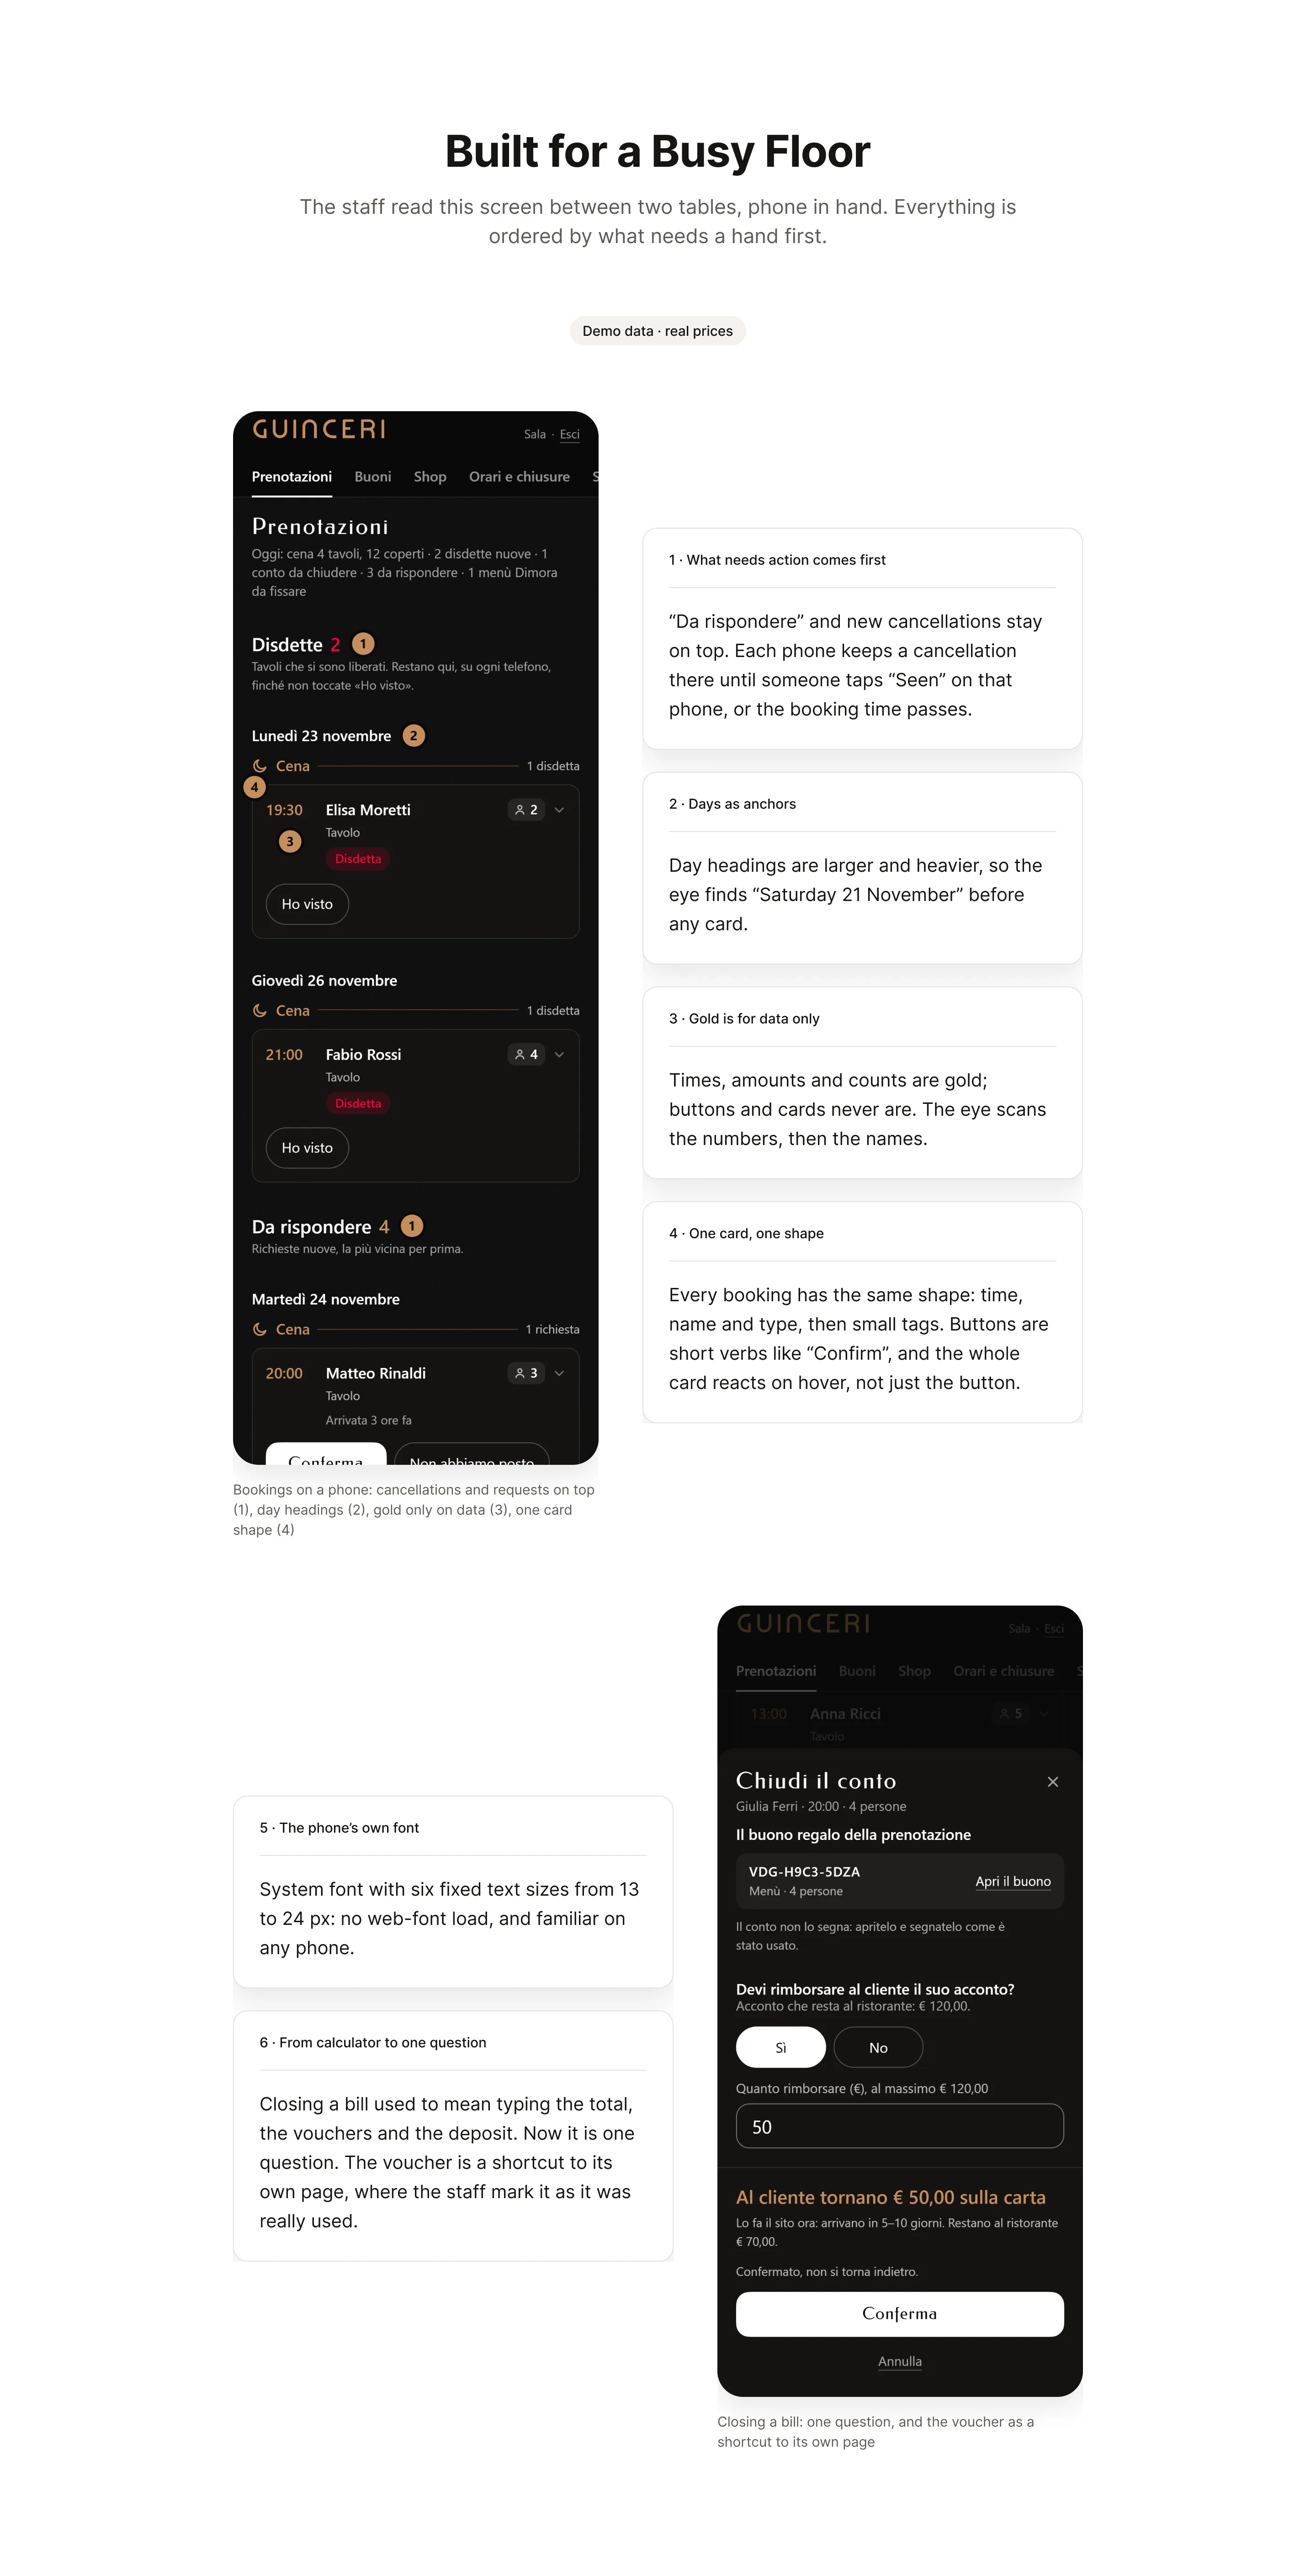 Built for a Busy Floor
The staff read this screen between two tables, phone in hand. Everything is
ordered by what needs a hand first.
Demo data · real prices
GUINCERI
Sala · Esci
Prenotazioni Buoni Shop Orari e chiusure S
Prenotazioni
Oggi: cena 4 tavoli, 12 coperti · 2 disdette nuove · 1
conto da chiudere · 3 da rispondere · 1 menù Dimora
da fissare
Disdette 2 1
Tavoli che si sono liberati. Restano qui, su ogni telefono,
finché non toccate «Ho visto».
Lunedì 23 novembre 2
Cena 1 disdetta
4
19:30 Elisa Moretti 2
Tavolo
3
Disdetta
Ho visto
Giovedì 26 novembre
Cena 1 disdetta
21:00 Fabio Rossi 4
Tavolo
Disdetta
Ho visto
Da rispondere 4 1
Richieste nuove, la più vicina per prima.
Martedì 24 novembre
Cena 1 richiesta
20:00 Matteo Rinaldi 3
Tavolo
Arrivata 3 ore fa
Conferma Non abbiamo posto
Bookings on a phone: cancellations and requests on top
(1), day headings (2), gold only on data (3), one card
shape (4)
1 · What needs action comes first
“Da rispondere” and new cancellations stay
on top. Each phone keeps a cancellation
there until someone taps “Seen” on that
phone, or the booking time passes.
2 · Days as anchors
Day headings are larger and heavier, so the
eye finds “Saturday 21 November” before
any card.
3 · Gold is for data only
Times, amounts and counts are gold;
buttons and cards never are. The eye scans
the numbers, then the names.
4 · One card, one shape
Every booking has the same shape: time,
name and type, then small tags. Buttons are
short verbs like “Confirm”, and the whole
card reacts on hover, not just the button.
5 · The phone’s own font
System font with six fixed text sizes from 13
to 24 px: no web-font load, and familiar on
any phone.
6 · From calculator to one question
Closing a bill used to mean typing the total,
the vouchers and the deposit. Now it is one
question. The voucher is a shortcut to its
own page, where the staff mark it as it was
really used.
GUINCERI
Sala · Esci
Prenotazioni Buoni Shop Orari e chiusure S
13:00 Anna Ricci 5
Tavolo
Chiudi il conto
Giulia Ferri · 20:00 · 4 persone
Il buono regalo della prenotazione
VDG-H9C3-5DZA
Menù · 4 persone
Apri il buono
Il conto non lo segna: apritelo e segnatelo come è
stato usato.
Devi rimborsare al cliente il suo acconto?
Acconto che resta al ristorante: € 120,00.
Sì No
Quanto rimborsare (€), al massimo € 120,00
50
Al cliente tornano € 50,00 sulla carta
Lo fa il sito ora: arrivano in 5–10 giorni. Restano al ristorante
€ 70,00.
Confermato, non si torna indietro.
Conferma
Annulla
Closing a bill: one question, and the voucher as a
shortcut to its own page